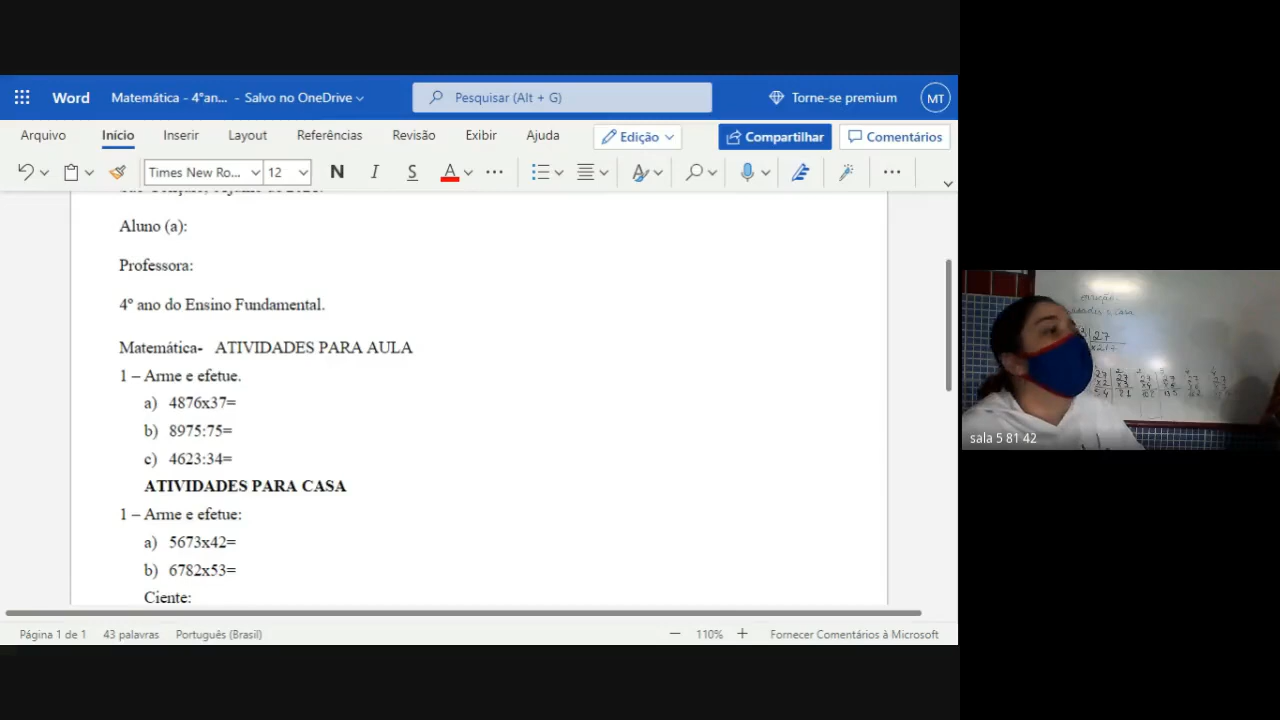 Word Matemática - 4°an... - Salvo no OneDrive Pesquisar (Alt + G) Torne-se premium MT
Arquivo Início Inserir Layout Referências Revisão Exibir Ajuda Edição Compartilhar Comentários
Times New Ro... 12 N I S A
Aluno (a):
Professora:
4º ano do Ensino Fundamental.
Matemática- ATIVIDADES PARA AULA
1 – Arme e efetue.
a) 4876x37=
b) 8975:75=
c) 4623:34=
ATIVIDADES PARA CASA
1 – Arme e efetue:
a) 5673x42=
b) 6782x53=
Ciente:
Página 1 de 1 43 palavras Português (Brasil) 110% Fornecer Comentários à Microsoft
casa
27
sala 5 81 42